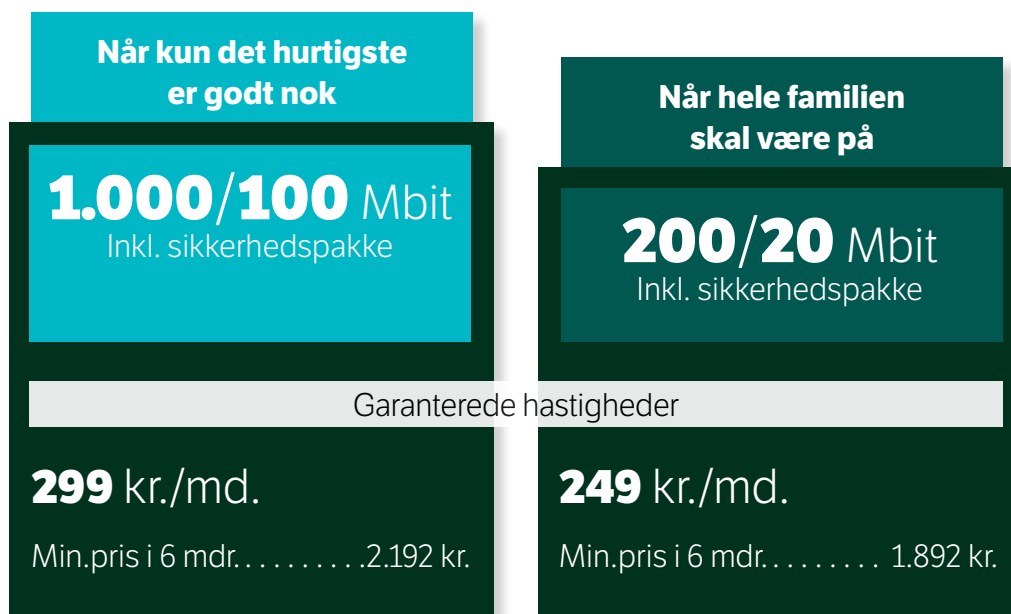 Når kun det hurtigste
er godt nok
1.000/100 Mbit
Inkl. sikkerhedspakke
Når hele familien
skal være på
200/20 Mbit
Inkl. sikkerhedspakke
Garanterede hastigheder
299 kr./md.
Min.pris i 6 mdr..........2.192 kr.
249 kr./md.
Min.pris i 6 mdr......... 1.892 kr.